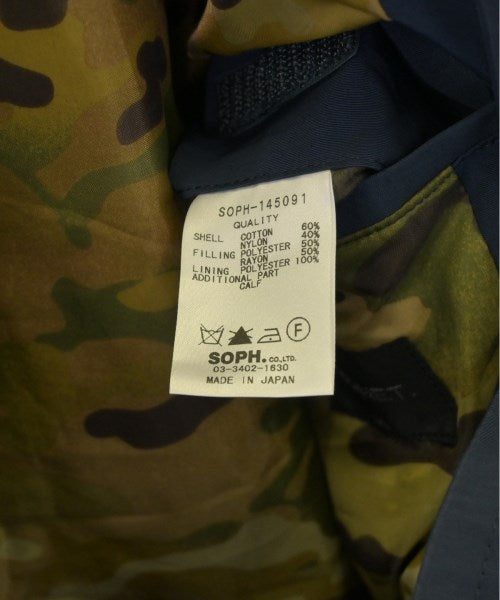 SOPH-145091
QUALITY
SHELL COTTON 60%
NYLON 40%
FILLING POLYESTER 50%
RAYON 50%
LINING POLYESTER 100%
ADDITIONAL PART
CALF
F
SOPH. CO.,LTD.
03-3402-1630
MADE IN JAPAN